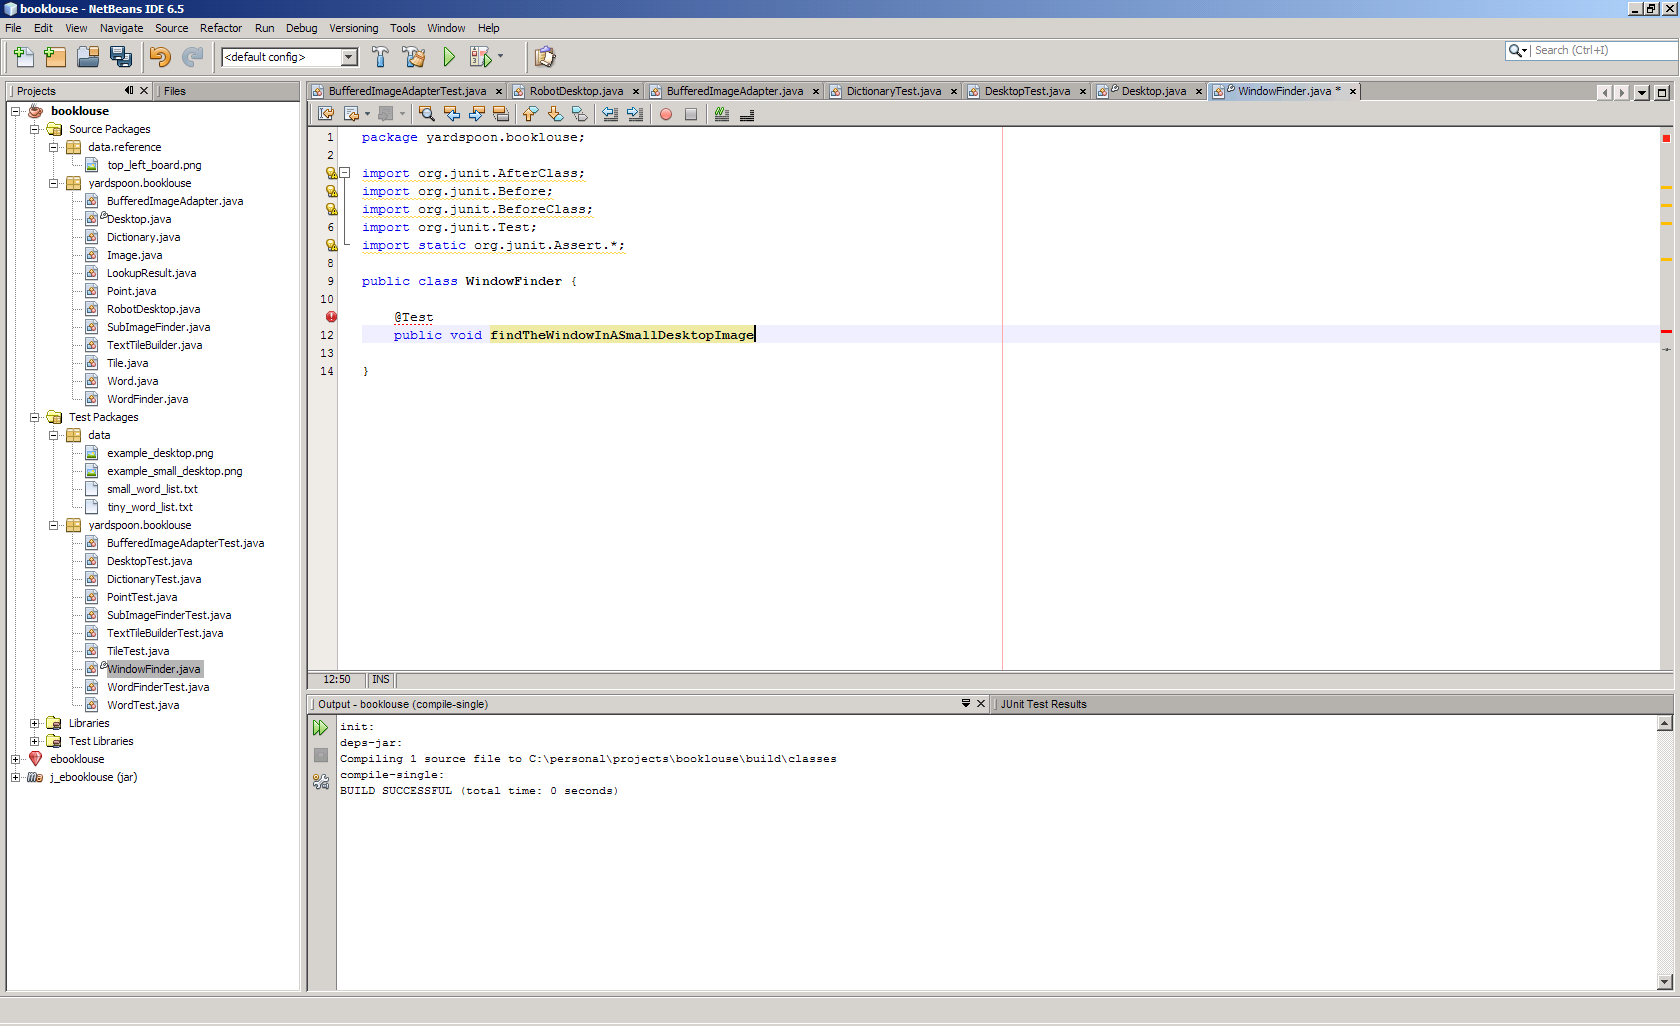 booklouse - NetBeans IDE 6.5
File Edit View Navigate Source Refactor Run Debug Versioning Tools Window Help
<default config>
Search (Ctrl+I)
Projects
Files
booklouse
Source Packages
data.reference
top_left_board.png
yardspoon.booklouse
BufferedImageAdapter.java
Desktop.java
Dictionary.java
Image.java
LookupResult.java
Point.java
RobotDesktop.java
SubImageFinder.java
TextTileBuilder.java
Tile.java
Word.java
WordFinder.java
Test Packages
data
example_desktop.png
example_small_desktop.png
small_word_list.txt
tiny_word_list.txt
yardspoon.booklouse
BufferedImageAdapterTest.java
DesktopTest.java
DictionaryTest.java
PointTest.java
SubImageFinderTest.java
TextTileBuilderTest.java
TileTest.java
WindowFinder.java
WordFinderTest.java
WordTest.java
Libraries
Test Libraries
ebooklouse
j_ebooklouse (jar)
BufferedImageAdapterTest.java RobotDesktop.java BufferedImageAdapter.java DictionaryTest.java DesktopTest.java Desktop.java WindowFinder.java *
1 package yardspoon.booklouse;
2
import org.junit.AfterClass;
import org.junit.Before;
import org.junit.BeforeClass;
6 import org.junit.Test;
import static org.junit.Assert.*;
8
9 public class WindowFinder {
10
@Test
12 public void findTheWindowInASmallDesktopImage
13
14 }
12:50 INS
Output - booklouse (compile-single)
JUnit Test Results
init:
deps-jar:
Compiling 1 source file to C:\personal\projects\booklouse\build\classes
compile-single:
BUILD SUCCESSFUL (total time: 0 seconds)